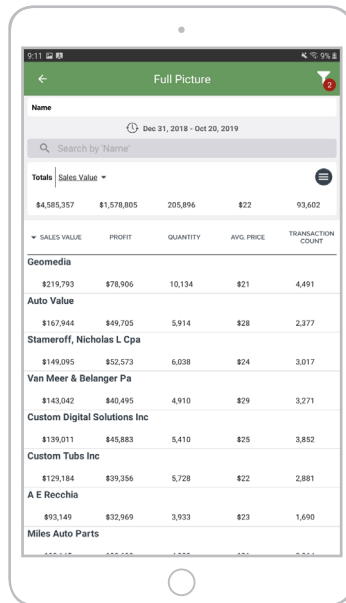 9:11 9%
Full Picture
2
Name
Dec 31, 2018 - Oct 20, 2019
Search by 'Name'
Totals Sales Value
$4,585,357 $1,578,805 205,896 $22 93,602
SALES VALUE PROFIT QUANTITY AVG. PRICE TRANSACTION COUNT
Geomedia
$219,793 $78,906 10,134 $21 4,491
Auto Value
$167,944 $49,705 5,914 $28 2,377
Stameroff, Nicholas L Cpa
$149,095 $52,573 6,038 $24 3,017
Van Meer & Belanger Pa
$143,042 $40,495 4,910 $29 3,271
Custom Digital Solutions Inc
$139,011 $45,883 5,410 $25 3,852
Custom Tubs Inc
$129,184 $39,356 5,728 $22 2,881
A E Recchia
$93,149 $32,969 3,933 $23 1,690
Miles Auto Parts